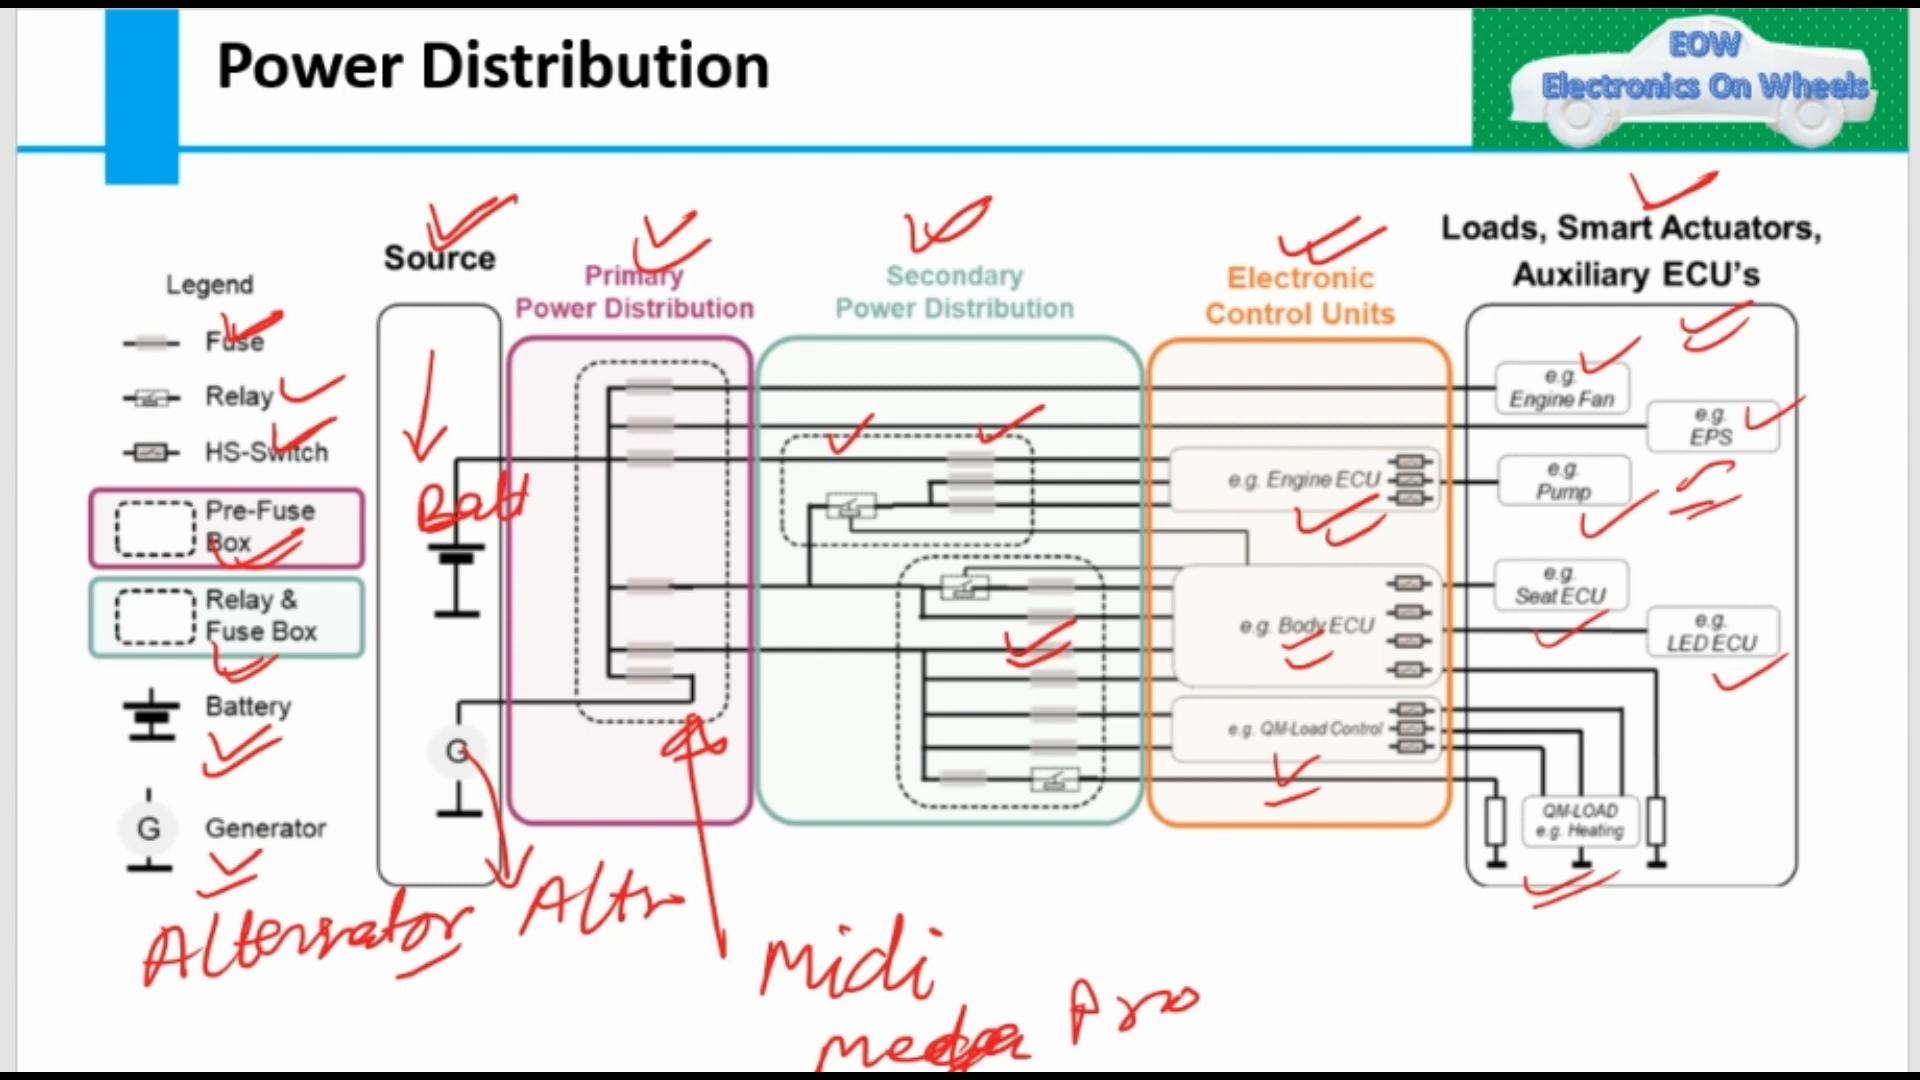 Power Distribution
EOW
Electronics On Wheels
Legend
Fuse
Relay
HS-Switch
Pre-Fuse
Box
Relay &
Fuse Box
Battery
G
Generator
Alternator
Source
Batt
G
Altr
Primary
Power Distribution
Midi
Secondary
Power Distribution
Electronic
Control Units
e.g. Engine ECU
e.g. Body ECU
e.g. QM-Load Control
Loads, Smart Actuators,
Auxiliary ECU's
e.g.
Engine Fan
e.g.
EPS
e.g.
Pump
e.g.
Seat ECU
e.g.
LED ECU
QM-LOAD
e.g. Heating